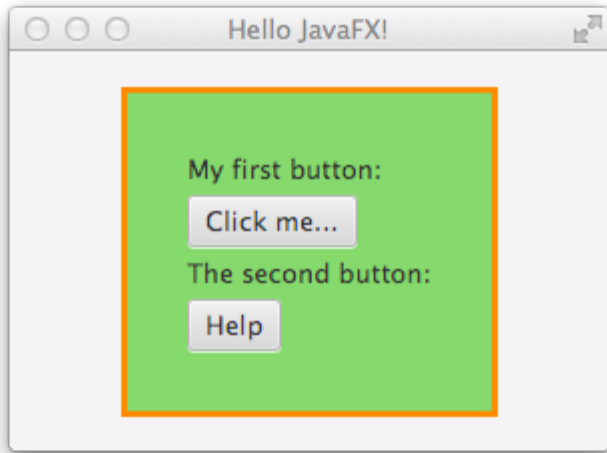 Hello JavaFX!
My first button:
Click me...
The second button:
Help